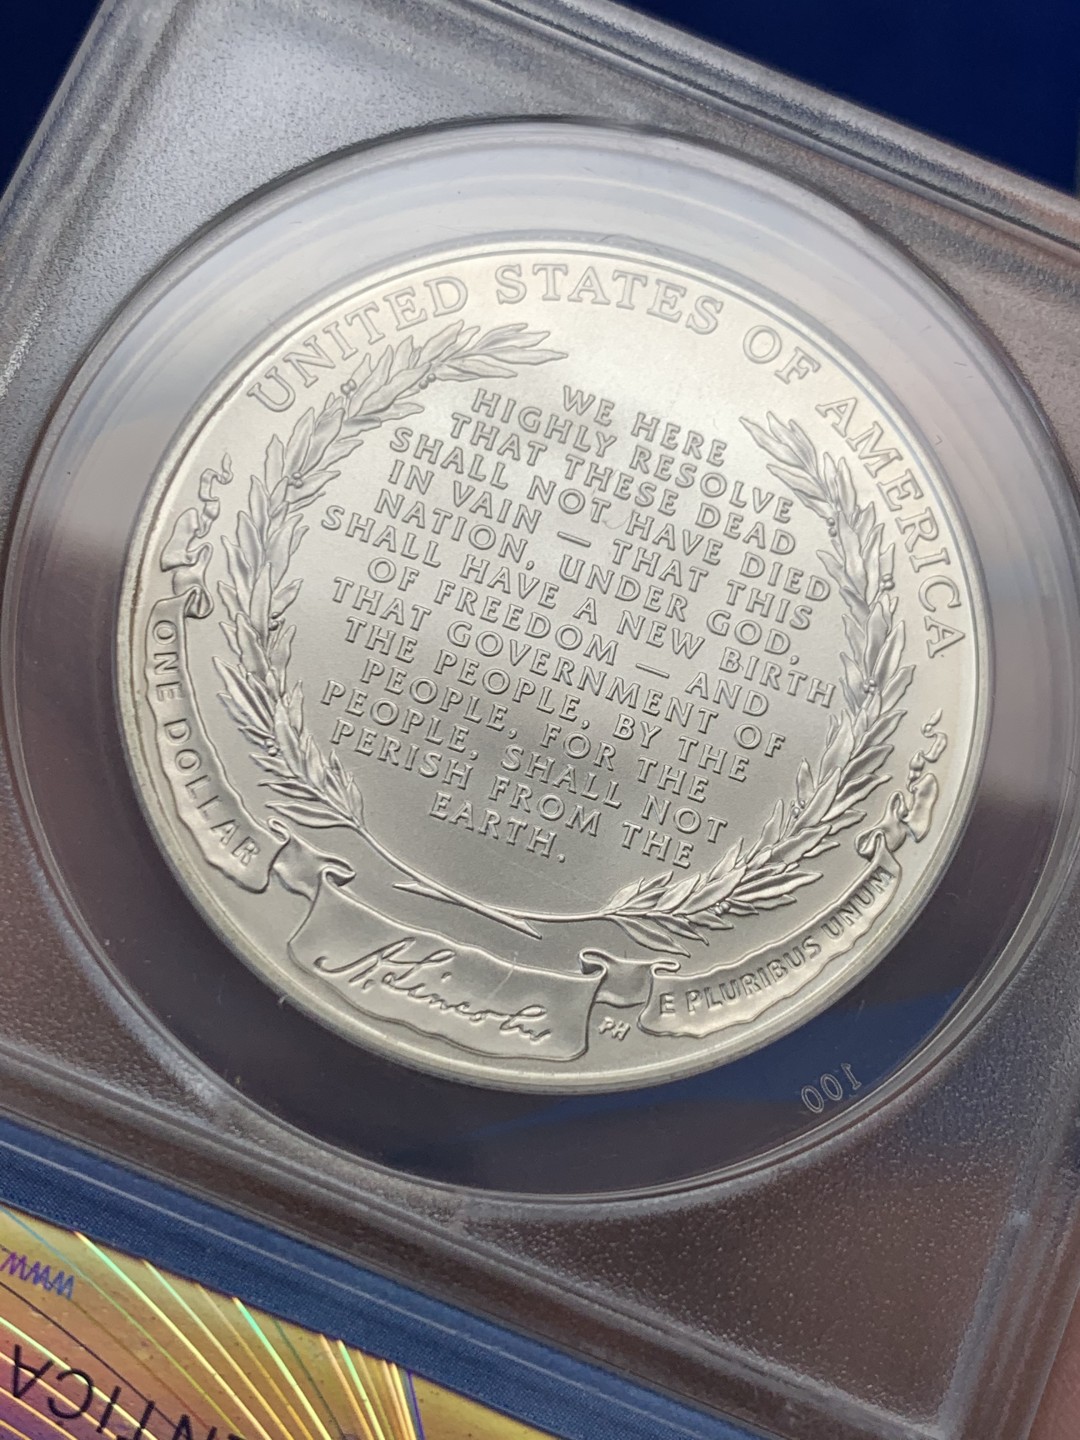 UNITED STATES OF AMERICA
WE HERE
HIGHLY RESOLVE
THAT THESE DEAD
SHALL NOT HAVE DIED
IN VAIN — THAT THIS
NATION, UNDER GOD,
SHALL HAVE A NEW BIRTH
OF FREEDOM — AND
THAT GOVERNMENT OF
THE PEOPLE, BY THE
PEOPLE, FOR THE
PEOPLE, SHALL NOT
PERISH FROM THE
EARTH.
ONE DOLLAR
A. Lincoln
PH
E PLURIBUS UNUM
100
www.